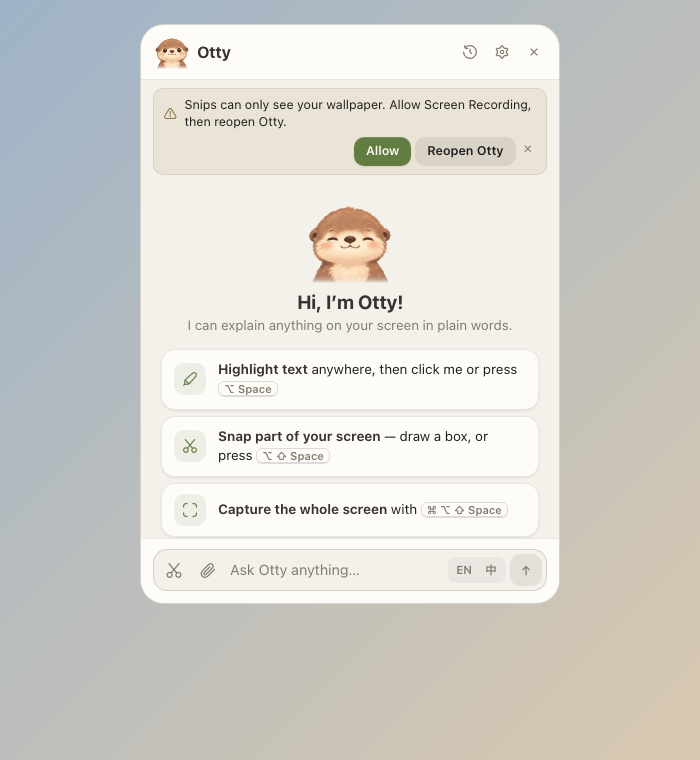 Otty
Snips can only see your wallpaper. Allow Screen Recording,
then reopen Otty.
Allow
Reopen Otty
Hi, I’m Otty!
I can explain anything on your screen in plain words.
Highlight text anywhere, then click me or press
⌥ Space
Snap part of your screen — draw a box, or
press ⌥ ⇧ Space
Capture the whole screen with ⌘ ⌥ ⇧ Space
Ask Otty anything...
EN 中